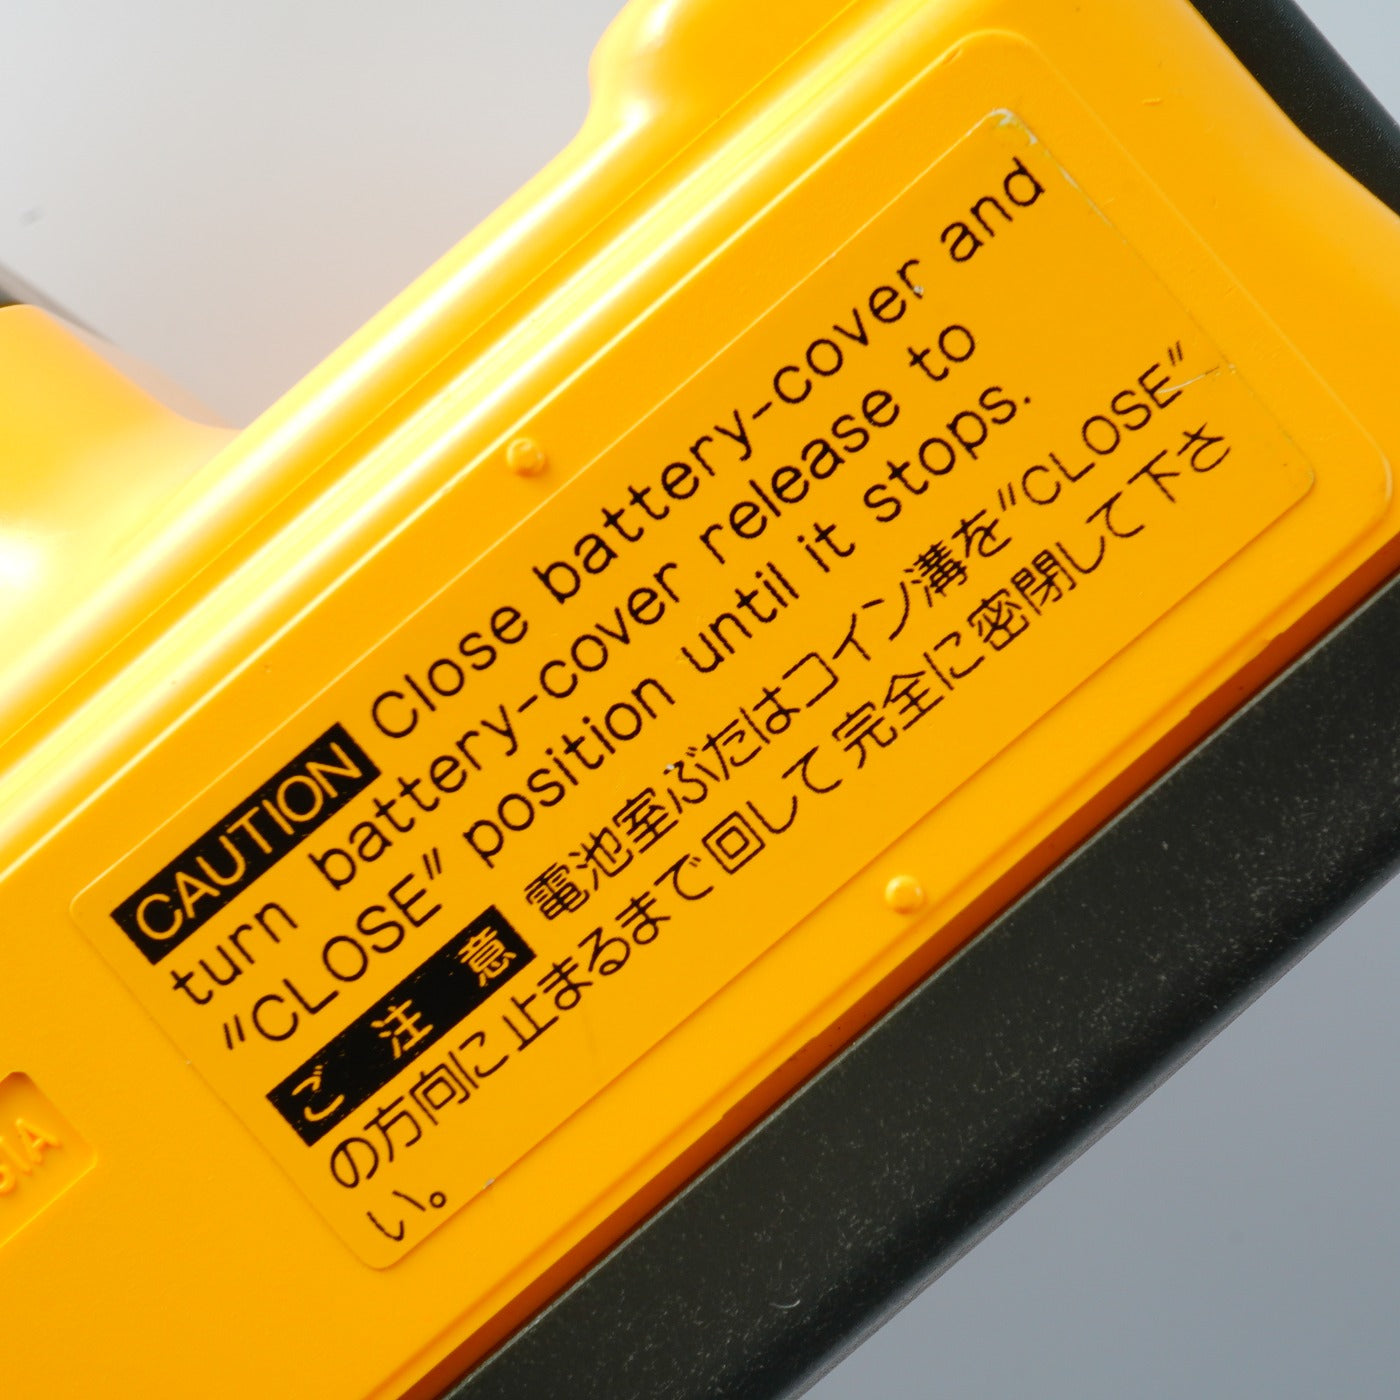 CAUTION Close battery-cover and
turn battery-cover release to
"CLOSE" position until it stops.
ご注意 電池室ぶたはコイン溝を"CLOSE"
の方向に止まるまで回して完全に密閉して下さ
い。